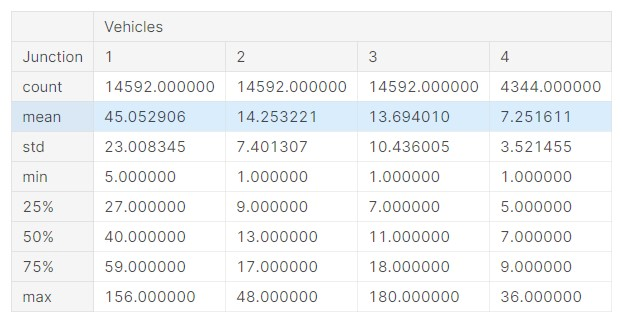 Vehicles
Junction 1 2 3 4
count 14592.000000 14592.000000 14592.000000 4344.000000
mean 45.052906 14.253221 13.694010 7.251611
std 23.008345 7.401307 10.436005 3.521455
min 5.000000 1.000000 1.000000 1.000000
25% 27.000000 9.000000 7.000000 5.000000
50% 40.000000 13.000000 11.000000 7.000000
75% 59.000000 17.000000 18.000000 9.000000
max 156.000000 48.000000 180.000000 36.000000